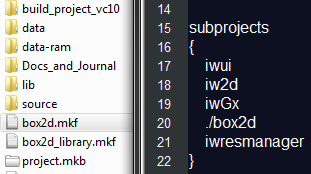 build_project_vc10
data
data-ram
Docs_and_Journal
lib
source
box2d.mkf
box2d_library.mkf
project.mkb
14
15 subprojects
16 {
17 iwui
18 iw2d
19 iwGx
20 ./box2d
21 iwresmanager
22 }